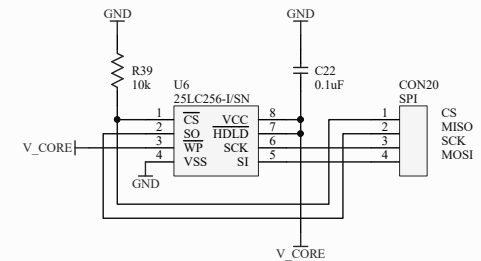 GND
GND
R39
10k
C22
0.1uF
U6
25LC256-I/SN
CON20
SPI
1 CS VCC 8
2 SO HDLD 7
3 WP SCK 6
4 VSS SI 5
V_CORE
GND
1 CS
2 MISO
3 SCK
4 MOSI
V_CORE